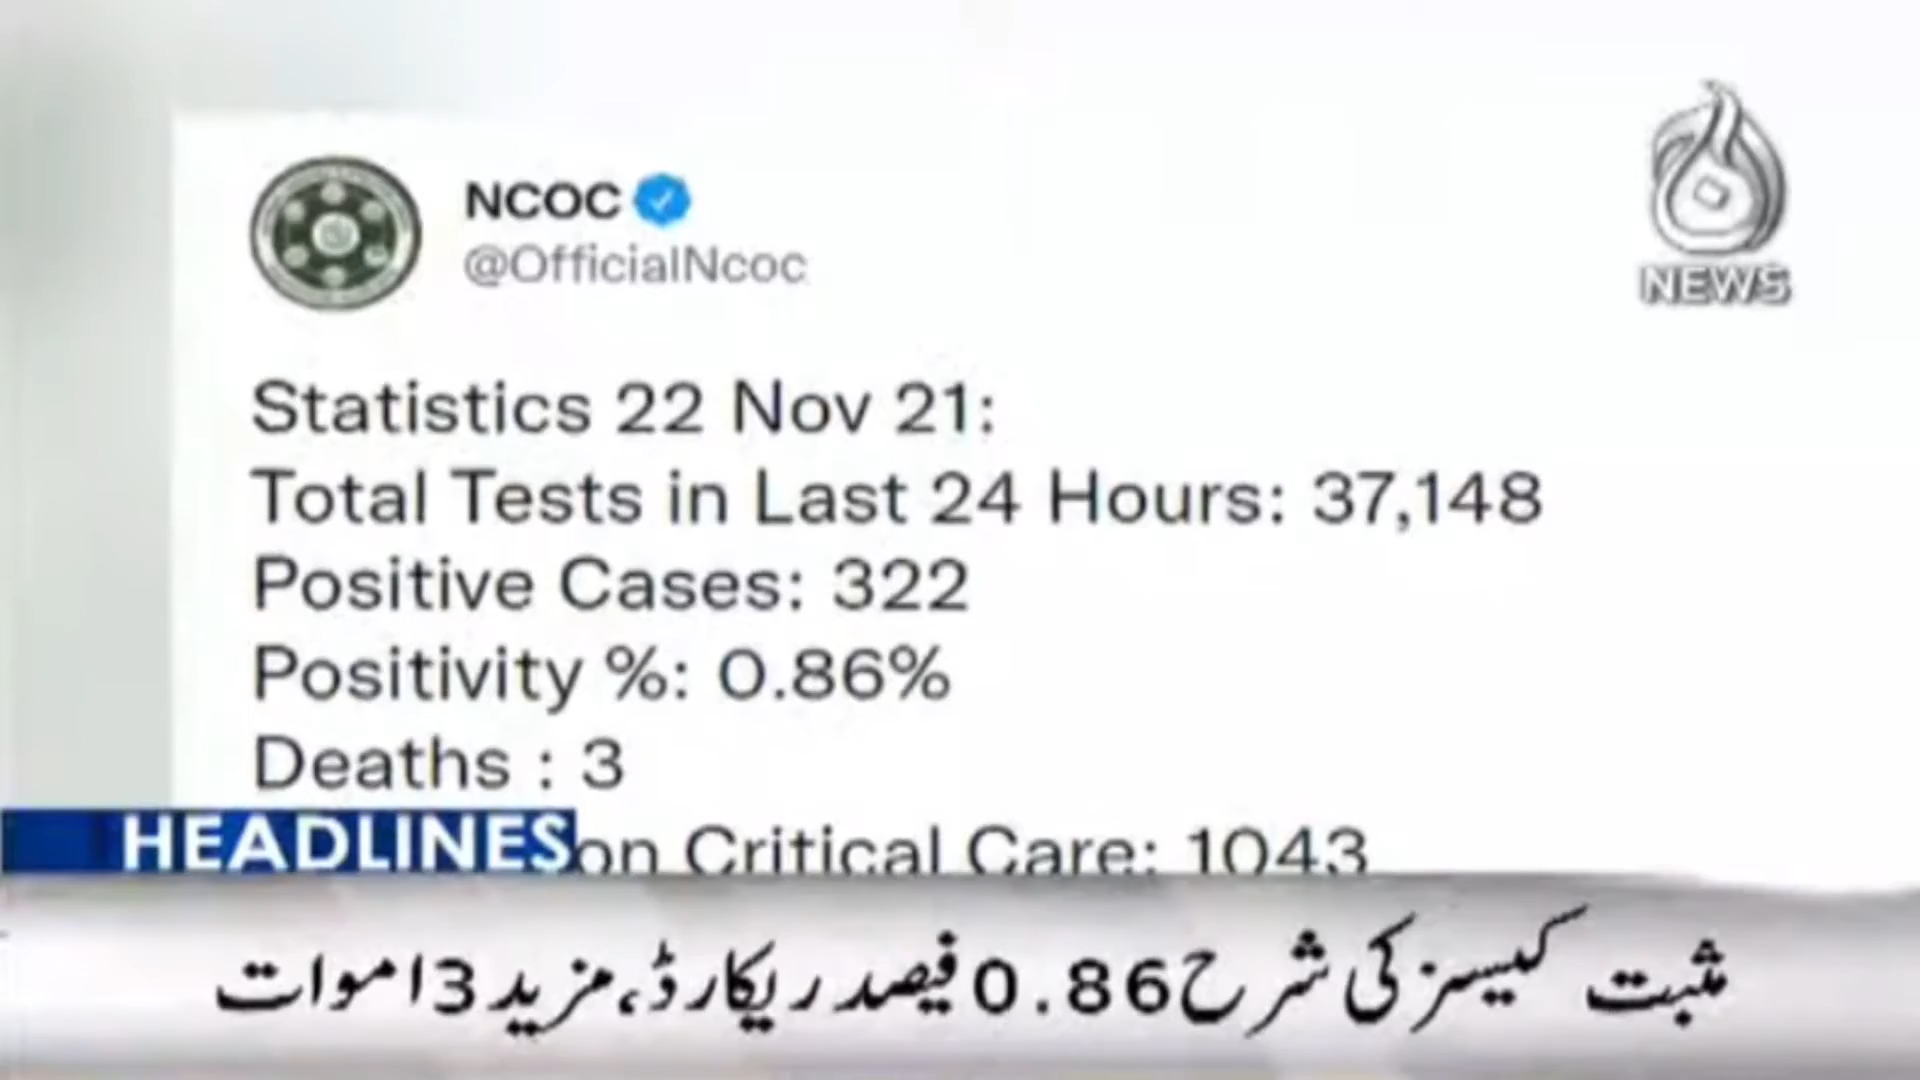 NCOC
@OfficialNcoc
NEWS
Statistics 22 Nov 21:
Total Tests in Last 24 Hours: 37,148
Positive Cases: 322
Positivity %: 0.86%
Deaths : 3
on Critical Care: 1043
HEADLINES
مثبت کیسز کی شرح 0.86 فیصد ریکارڈ، مزید 3 اموات